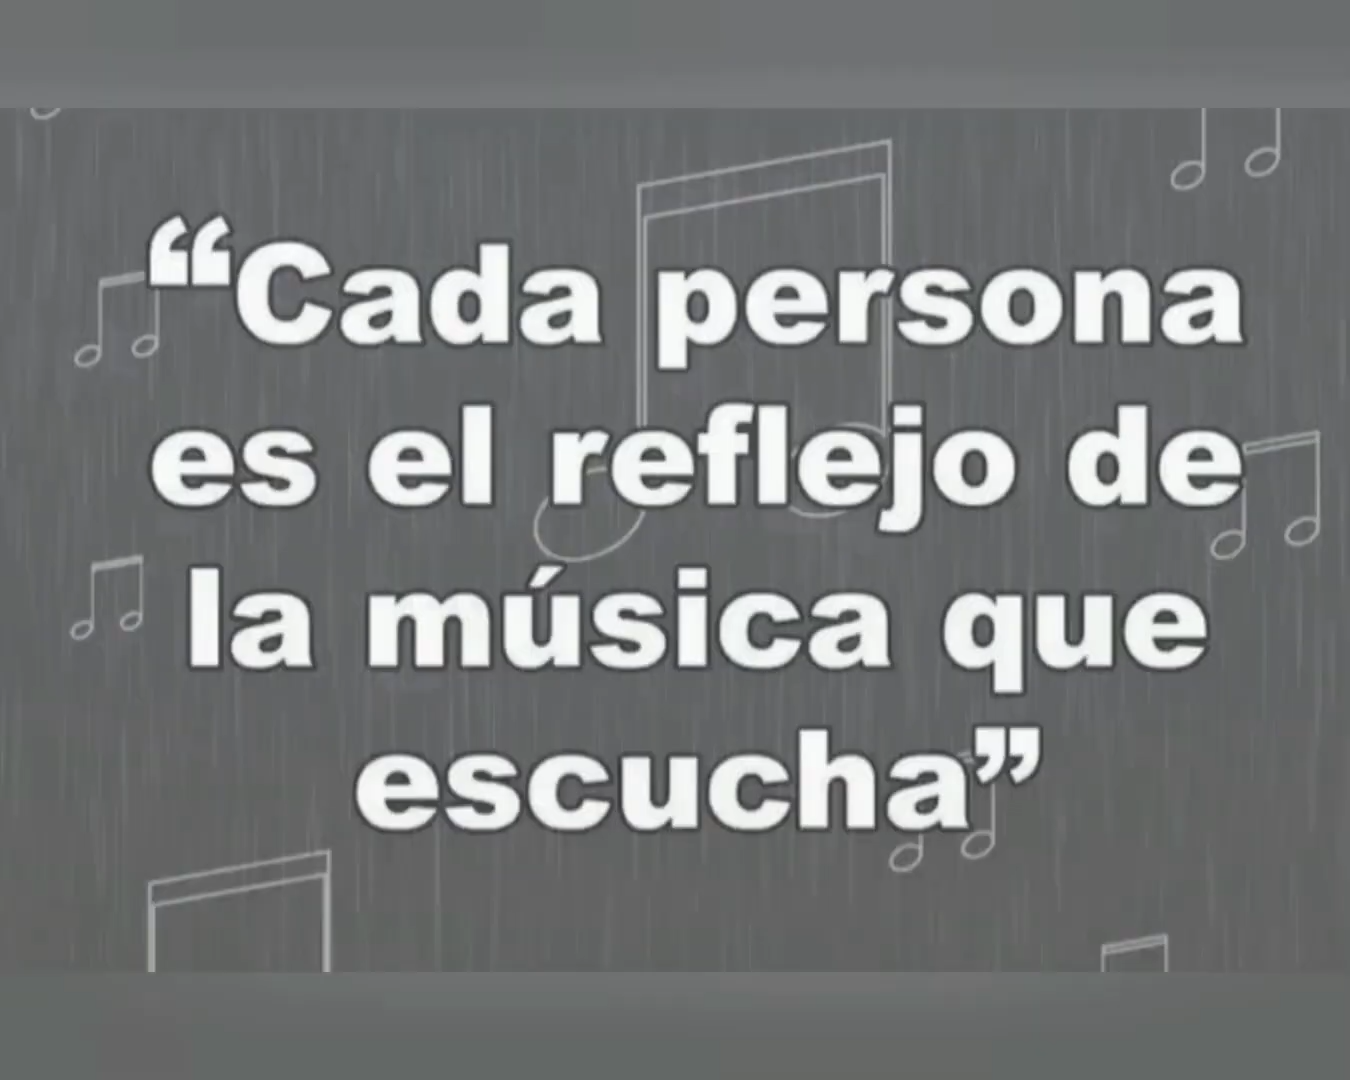 “Cada persona
es el reflejo de
la música que
escucha”